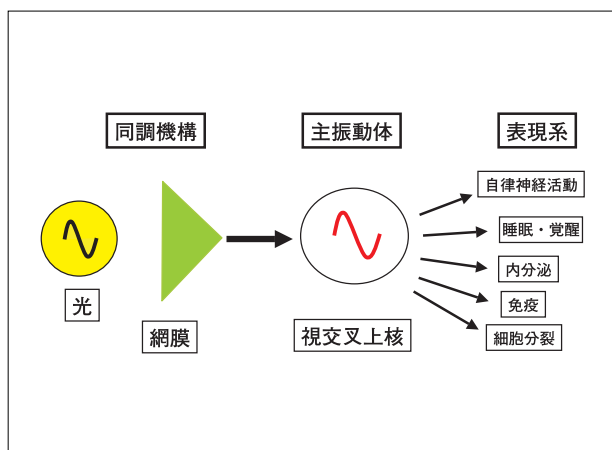 同調機構
主振動体
表現系
自律神経活動
睡眠・覚醒
内分泌
免疫
細胞分裂
光
網膜
視交叉上核